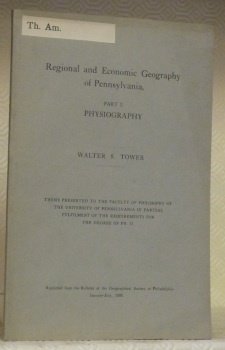 Th. Am.
Regional and Economic Geography
of Pennsylvania.
PART I.
PHYSIOGRAPHY
WALTER S. TOWER
THESIS PRESENTED TO THE FACULTY OF PHILOSOPHY OF
THE UNIVERSITY OF PENNSYLVANIA IN PARTIAL
FULFILMENT OF THE REQUIREMENTS FOR
THE DEGREE OF PH. D.
Reprinted from the Bulletin of the Geographical Society of Philadelphia
January-July,